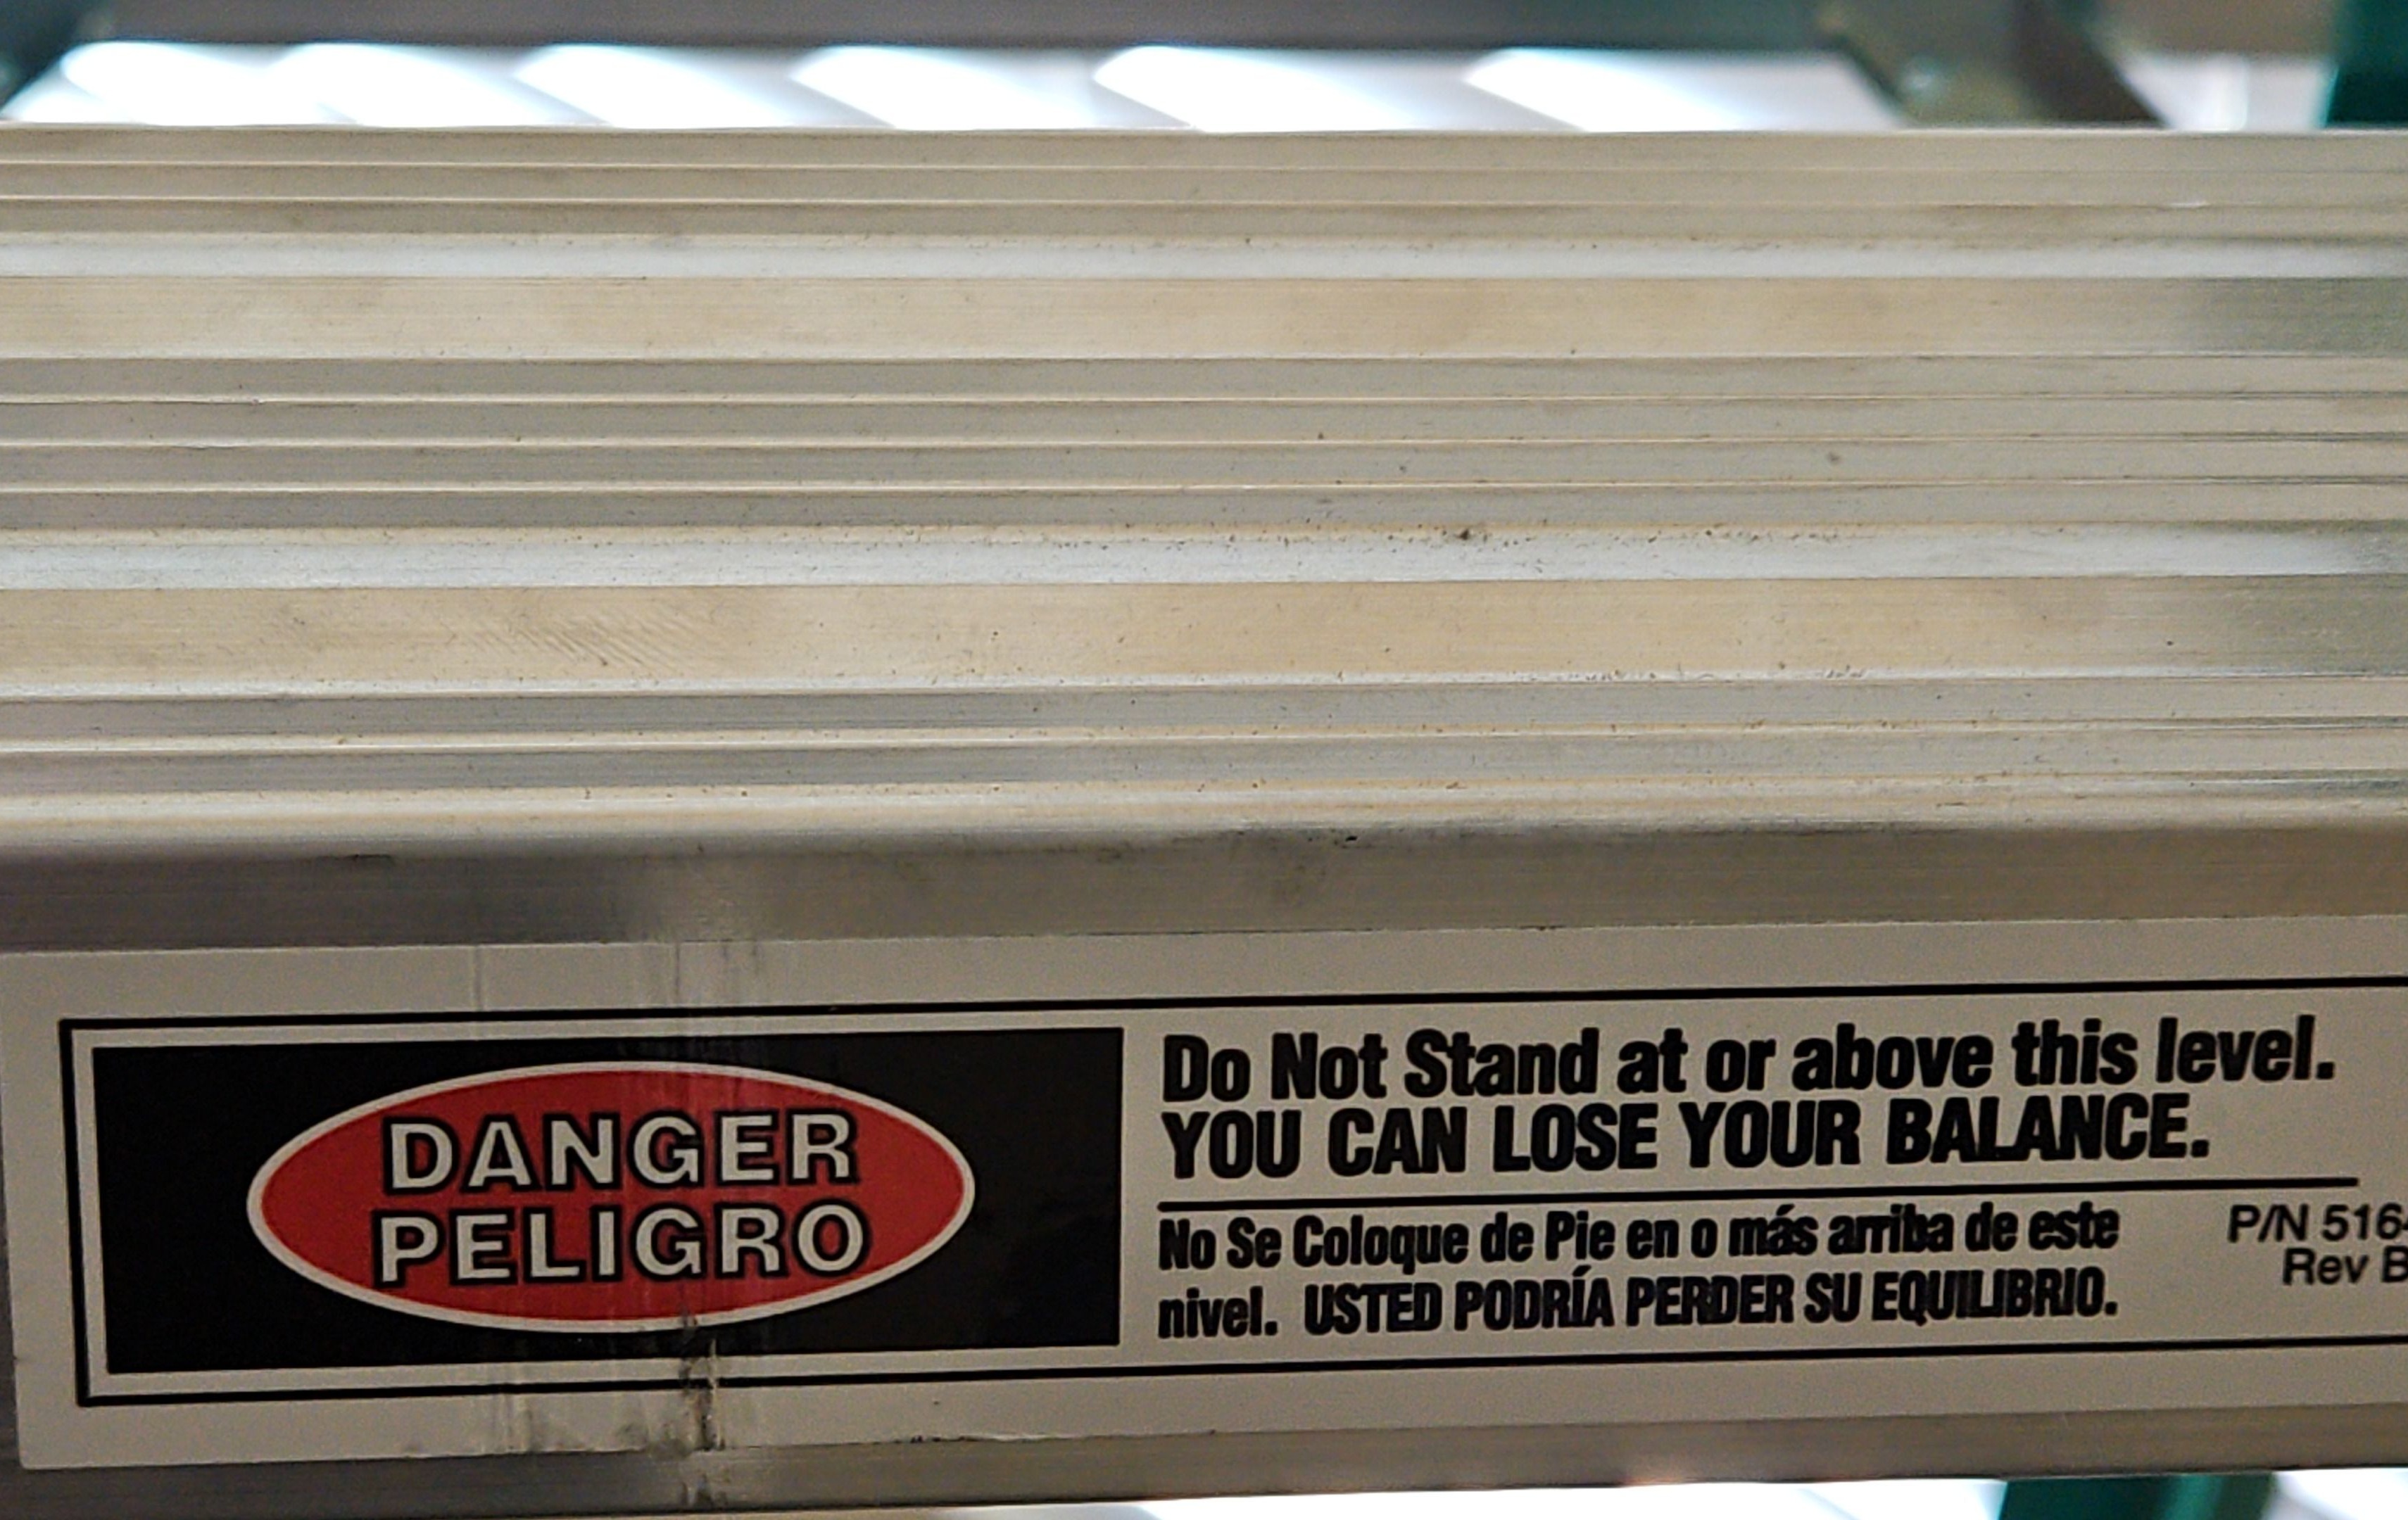 DANGER
PELIGRO
Do Not Stand at or above this level.
YOU CAN LOSE YOUR BALANCE.
No Se Coloque de Pie en o más arriba de este
nivel. USTED PODRÍA PERDER SU EQUILIBRIO.
P/N 516
Rev B